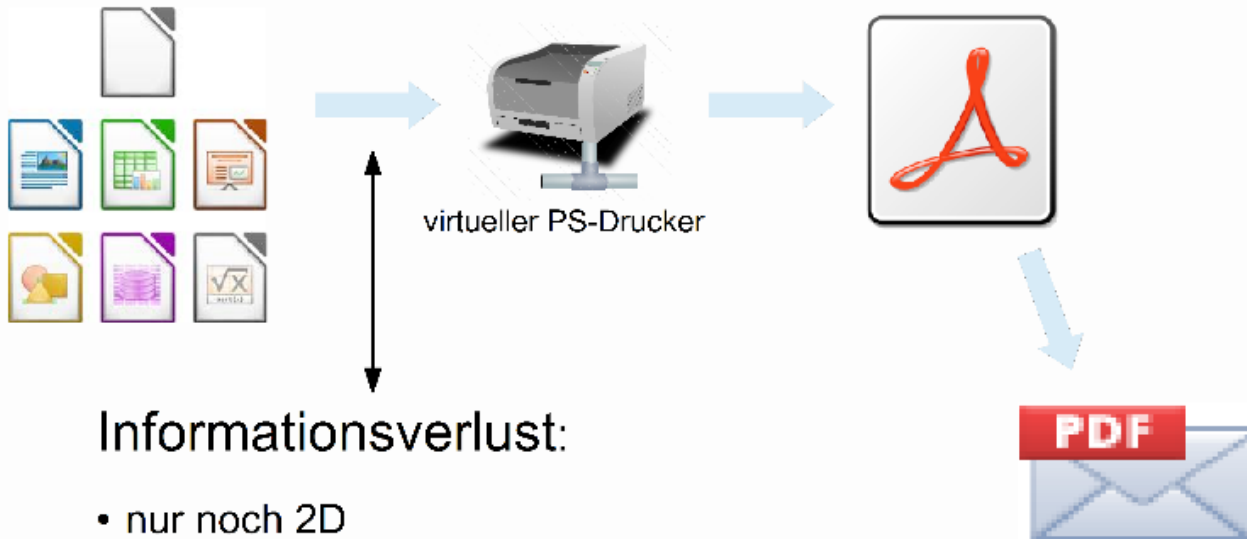 virtueller PS-Drucker
Informationsverlust:
PDF
• nur noch 2D